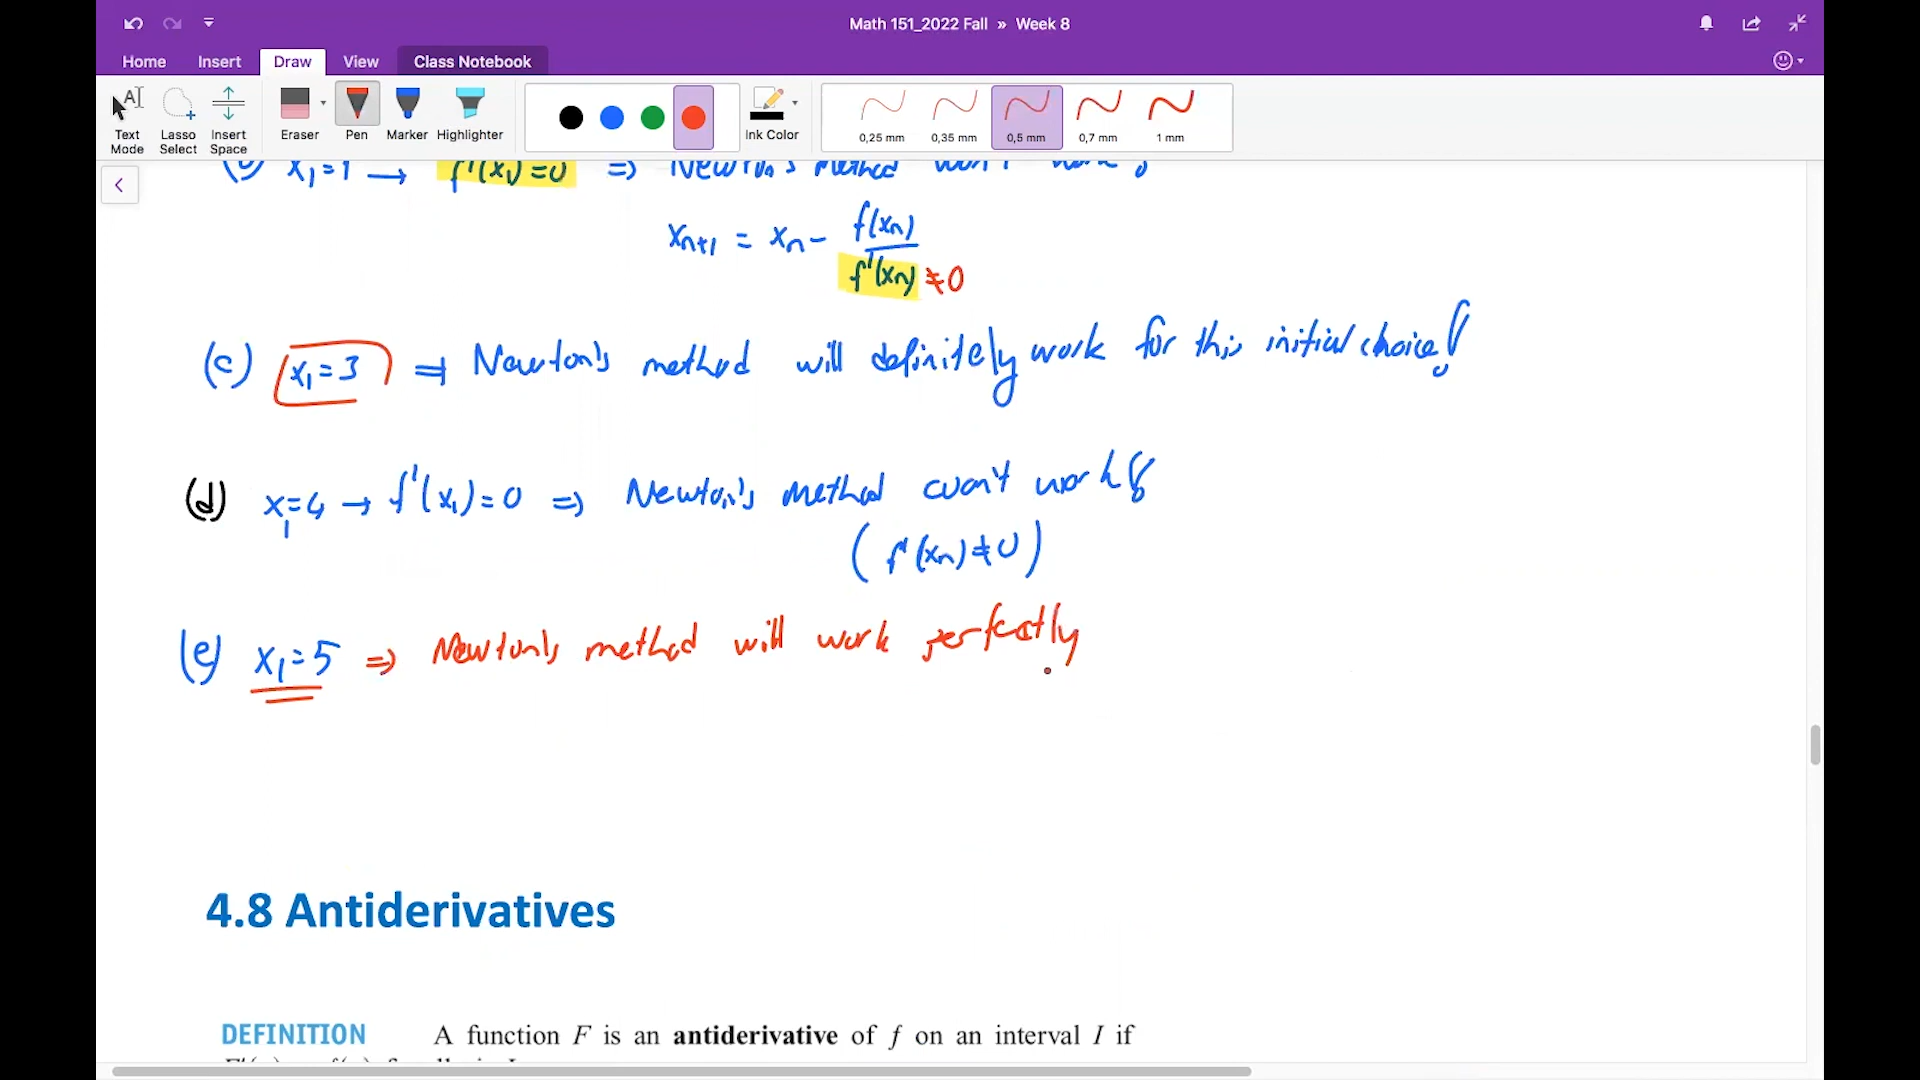 Math 151_2022 Fall » Week 8
Home Insert Draw View Class Notebook
Text Mode Lasso Select Insert Space Eraser Pen Marker Highlighter Ink Color 0,25 mm 0,35 mm 0,5 mm 0,7 mm 1 mm
x₁=1 → f'(x₁)=0 ⇒ Newton's method won't work!
xₙ₊₁ = xₙ - f(xₙ)/f'(xₙ) ≠0
(c) x₁=3 ⇒ Newton's method will definitely work for this initial choice!
(d) x₁=4 → f'(x₁)=0 ⇒ Newton's method won't work!
(f'(xₙ)≠0)
(e) x₁=5 ⇒ Newton's method will work perfectly
4.8 Antiderivatives
DEFINITION A function F is an antiderivative of f on an interval I if